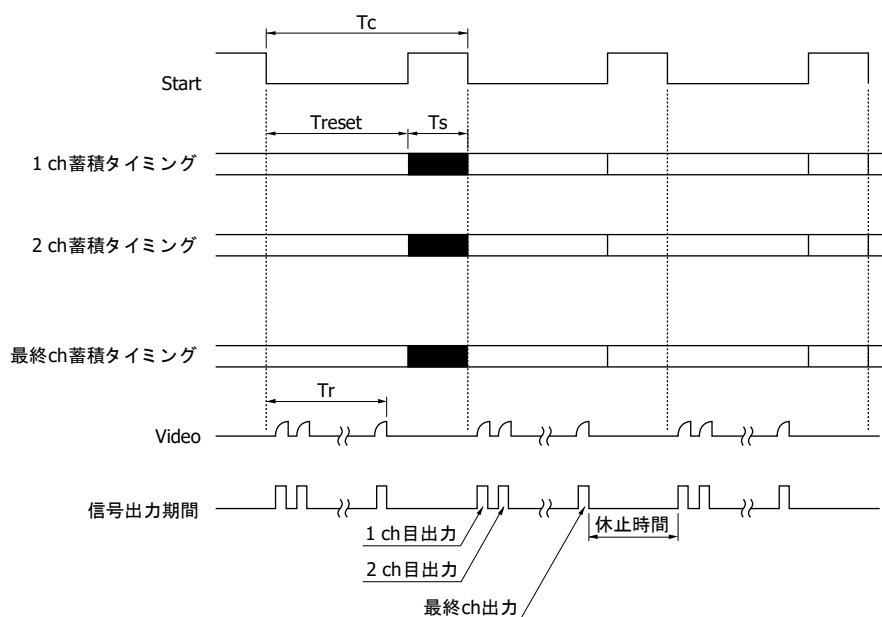 Tc
Start
Treset
Ts
1 ch蓄積タイミング
2 ch蓄積タイミング
最終ch蓄積タイミング
Tr
Video
信号出力期間
1 ch目出力
休止時間
2 ch目出力
最終ch出力